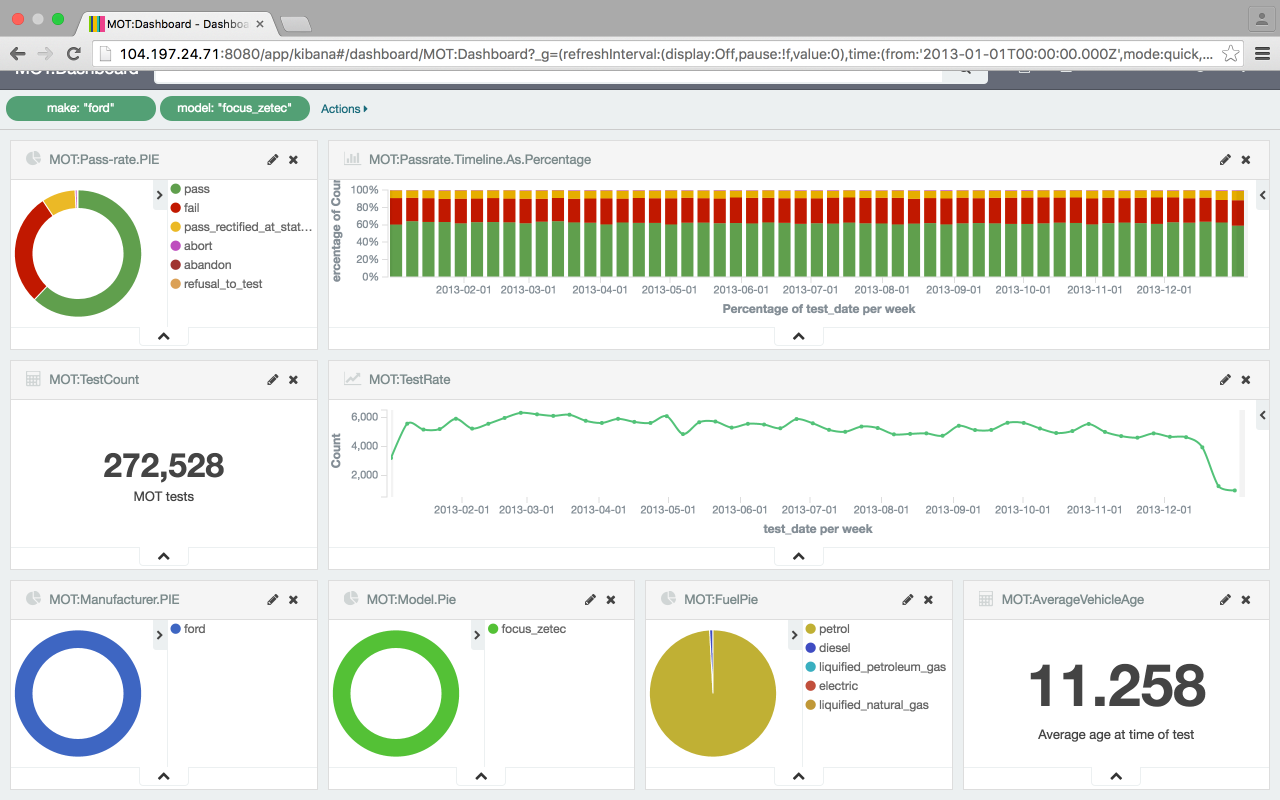 MOT:Dashboard - Dashboa
104.197.24.71:8080/app/kibana#/dashboard/MOT:Dashboard?_g=(refreshInterval:(display:Off,pause:!f,value:0),time:(from:'2013-01-01T00:00:00.000Z',mode:quick,...
MOT:Dashboard
make: "ford"
model: "focus_zetec"
Actions
MOT:Pass-rate.PIE
pass
fail
pass_rectified_at_stat...
abort
abandon
refusal_to_test
MOT:Passrate.Timeline.As.Percentage
ercentage of Cour
100%
80%
60%
40%
20%
0%
2013-02-01 2013-03-01 2013-04-01 2013-05-01 2013-06-01 2013-07-01 2013-08-01 2013-09-01 2013-10-01 2013-11-01 2013-12-01
Percentage of test_date per week
MOT:TestCount
272,528
MOT tests
MOT:TestRate
Count
6,000
4,000
2,000
2013-02-01 2013-03-01 2013-04-01 2013-05-01 2013-06-01 2013-07-01 2013-08-01 2013-09-01 2013-10-01 2013-11-01 2013-12-01
test_date per week
MOT:Manufacturer.PIE
ford
MOT:Model.Pie
focus_zetec
MOT:FuelPie
petrol
diesel
liquified_petroleum_gas
electric
liquified_natural_gas
MOT:AverageVehicleAge
11.258
Average age at time of test